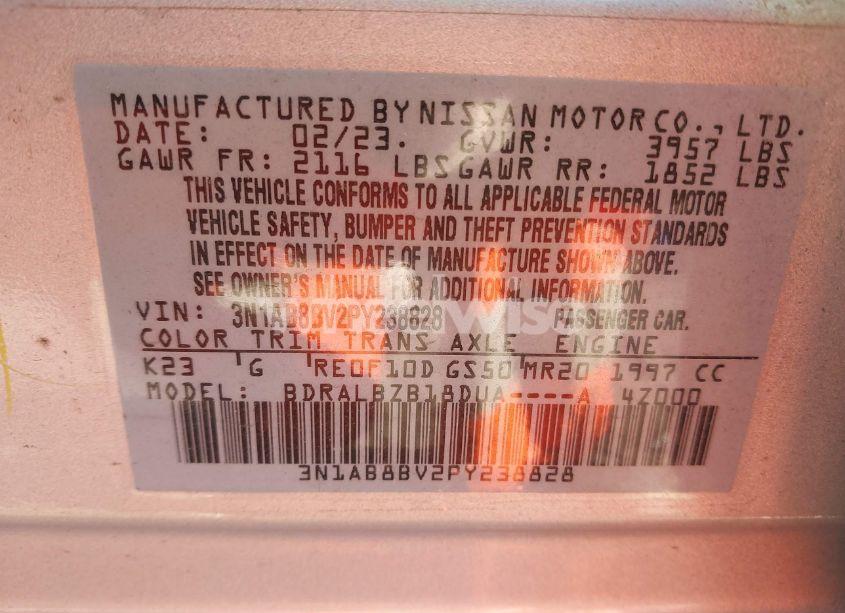 MANUFACTURED BY NISSAN MOTOR CO., LTD.
DATE: 02/23. GVWR: 3957 LBS
GAWR FR: 2116 LBS GAWR RR: 1852 LBS
THIS VEHICLE CONFORMS TO ALL APPLICABLE FEDERAL MOTOR
VEHICLE SAFETY, BUMPER AND THEFT PREVENTION STANDARDS
IN EFFECT ON THE DATE OF MANUFACTURE SHOWN ABOVE.
SEE OWNER'S MANUAL FOR ADDITIONAL INFORMATION.
VIN: 3N1AB8BV2PY238828 PASSENGER CAR.
COLOR TRIM TRANS AXLE ENGINE
K23 G RE0F10D GS50 MR20 1997 CC
MODEL: BDRALBZB18DUA----A 4Z000
3N1AB8BV2PY238828